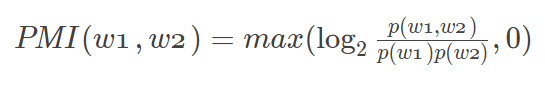 PMI(w1, w2) = max(log₂ p(w1,w2)/p(w1)p(w2), 0)